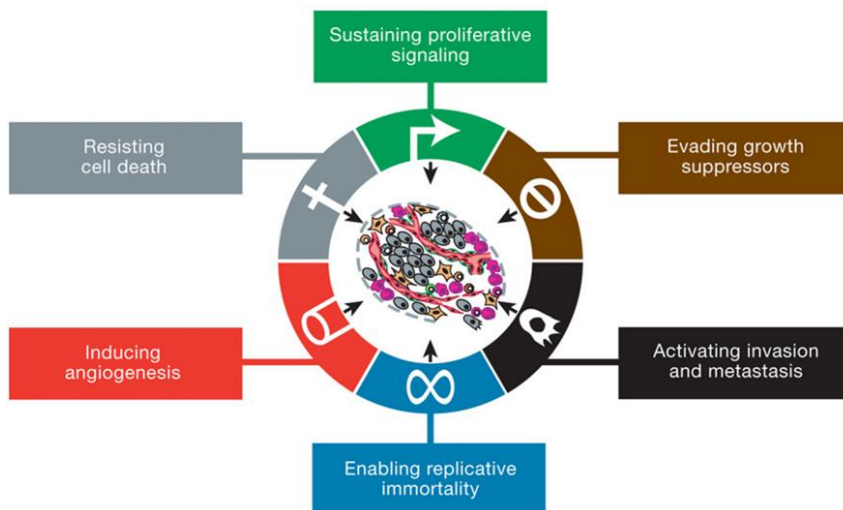 Sustaining proliferative
signaling
Resisting
cell death
Evading growth
suppressors
Inducing
angiogenesis
Activating invasion
and metastasis
Enabling replicative
immortality